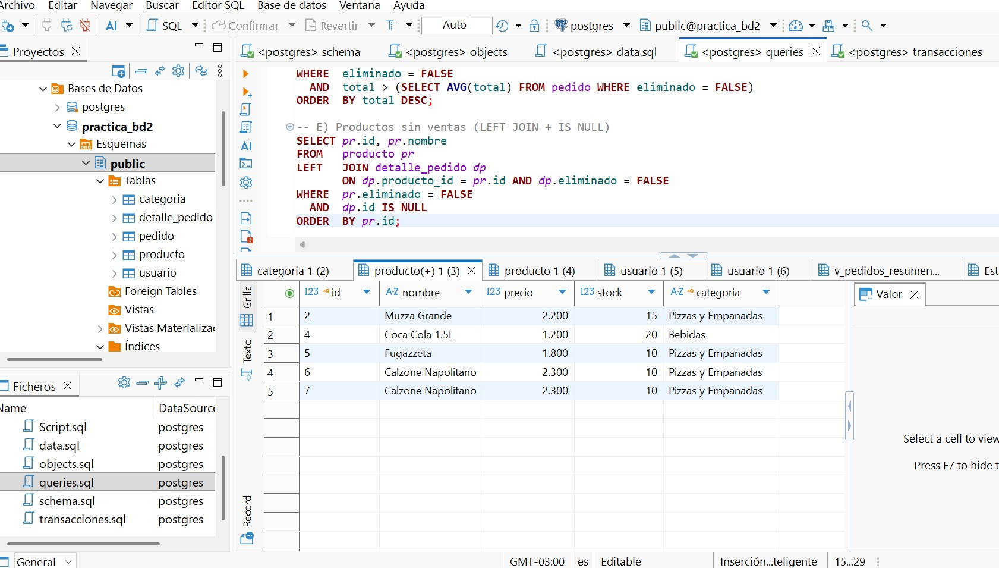 Archivo Editar Navegar Buscar Editor SQL Base de datos Ventana Ayuda
AI SQL Confirmar Revertir T Auto postgres public@practica_bd2
Proyectos
<postgres> schema <postgres> objects <postgres> data.sql <postgres> queries <postgres> transacciones
Bases de Datos
postgres
practica_bd2
Esquemas
public
Tablas
categoria
detalle_pedido
pedido
producto
usuario
Foreign Tables
Vistas
Vistas Materializac
Índices
AI
WHERE eliminado = FALSE
AND total > (SELECT AVG(total) FROM pedido WHERE eliminado = FALSE)
ORDER BY total DESC;
-- E) Productos sin ventas (LEFT JOIN + IS NULL)
SELECT pr.id, pr.nombre
FROM producto pr
LEFT JOIN detalle_pedido dp
ON dp.producto_id = pr.id AND dp.eliminado = FALSE
WHERE pr.eliminado = FALSE
AND dp.id IS NULL
ORDER BY pr.id;
Ficheros
Name DataSource
Script.sql postgres
data.sql postgres
objects.sql postgres
queries.sql postgres
schema.sql postgres
transacciones.sql postgres
categoria 1 (2) producto(+) 1 (3) producto 1 (4) usuario 1 (5) usuario 1 (6) v_pedidos_resumen... Est
Grilla
Texto
Record
123 id A-Z nombre 123 precio 123 stock A-Z categoria
1 2 Muzza Grande 2.200 15 Pizzas y Empanadas
2 4 Coca Cola 1.5L 1.200 20 Bebidas
3 5 Fugazzeta 1.800 10 Pizzas y Empanadas
4 6 Calzone Napolitano 2.300 10 Pizzas y Empanadas
5 7 Calzone Napolitano 2.300 10 Pizzas y Empanadas
Valor
Select a cell to view
Press F7 to hide t
General
GMT-03:00 es Editable Inserción...teligente 15...29